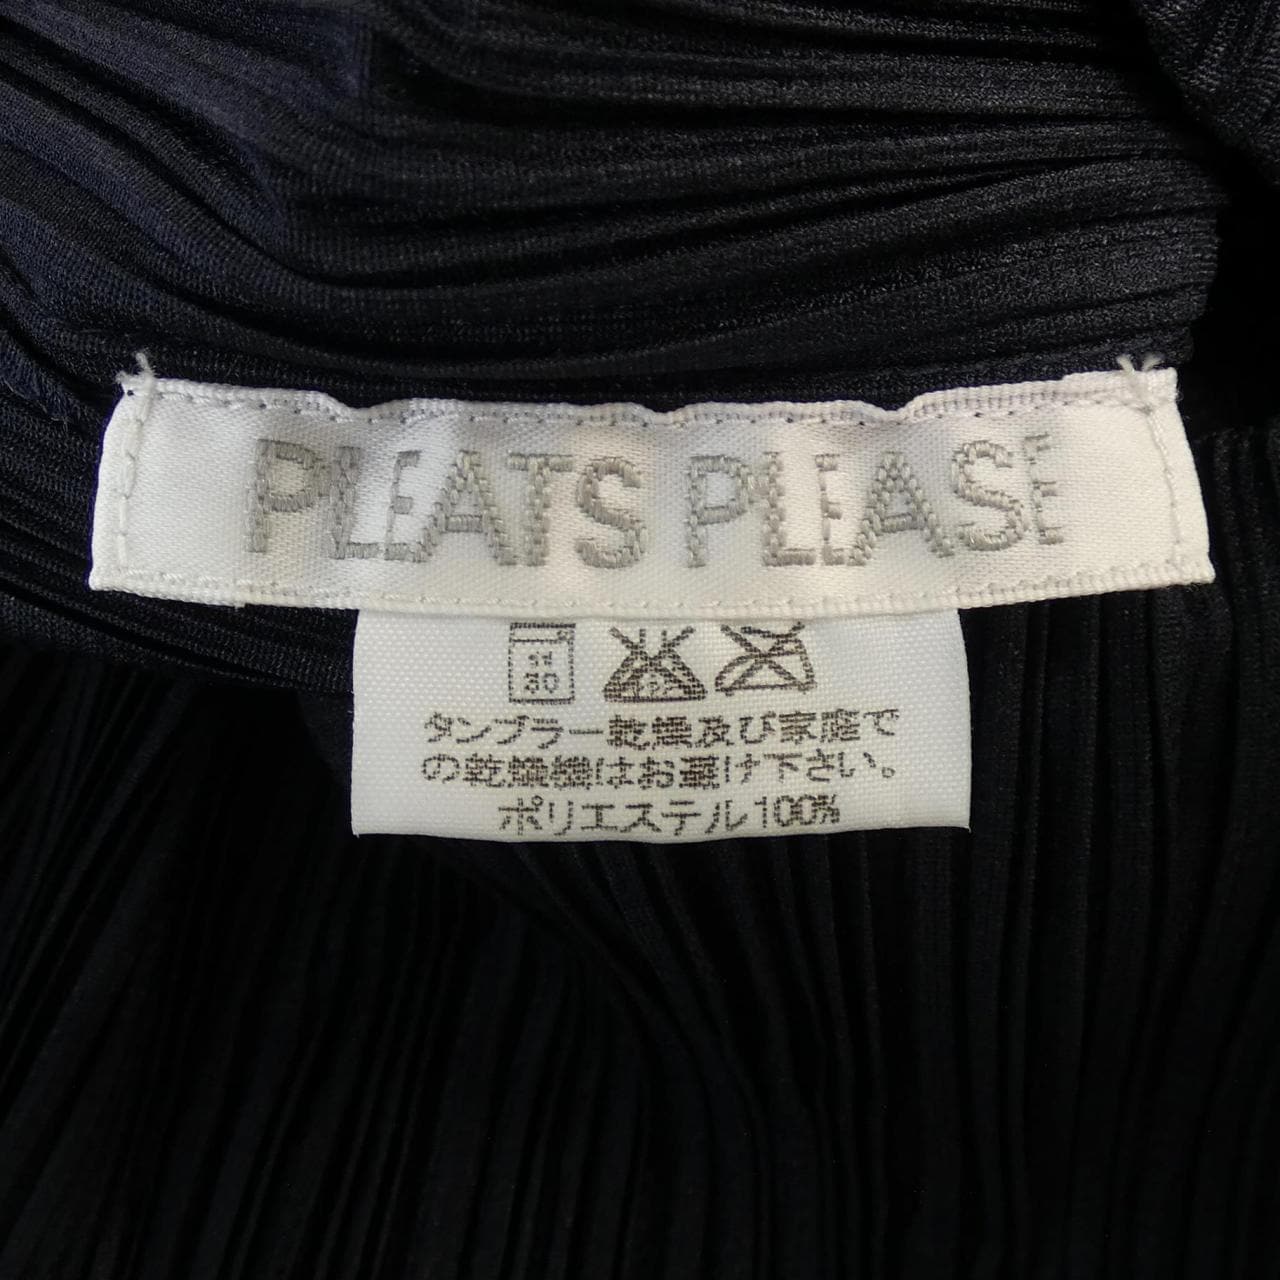 PLEATS PLEASE
タンブラー乾燥及び家庭で
の乾燥機はお避け下さい。
ポリエステル100%